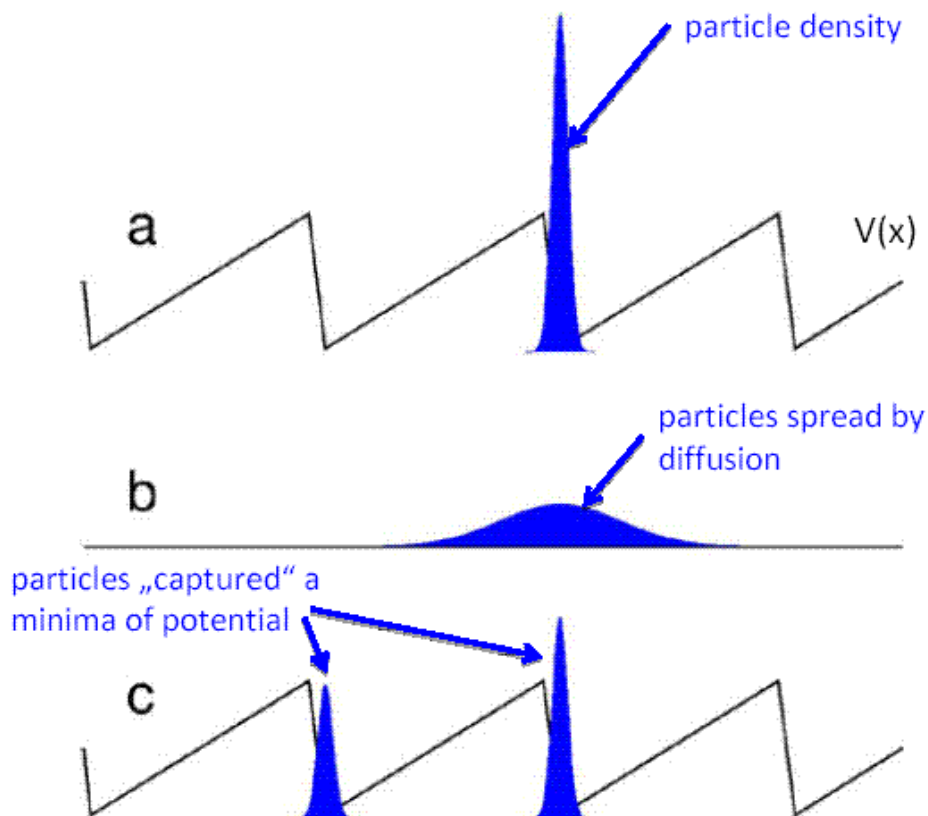 particle density
a
V(x)
particles spread by
diffusion
b
particles „captured“ a
minima of potential
c